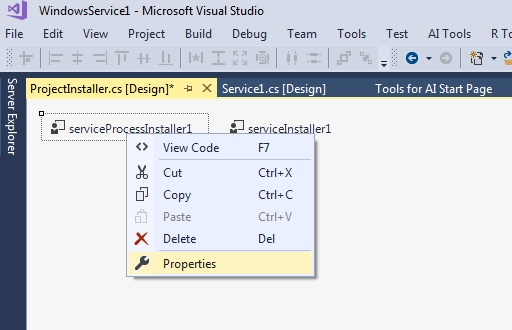 WindowsService1 - Microsoft Visual Studio
File Edit View Project Build Debug Team Tools Test AI Tools R To
Server Explorer
ProjectInstaller.cs [Design]* Service1.cs [Design] Tools for AI Start Page
serviceProcessInstaller1 serviceInstaller1
View Code F7
Cut Ctrl+X
Copy Ctrl+C
Paste Ctrl+V
Delete Del
Properties